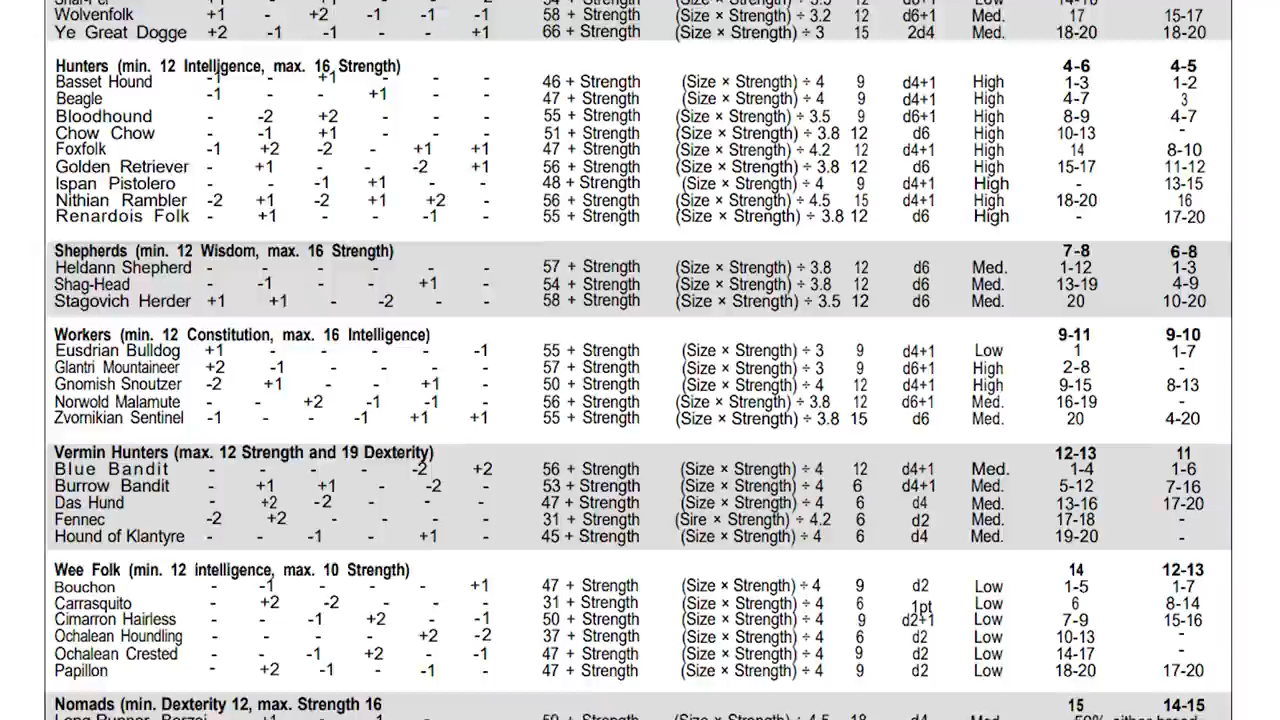 Wolvenfolk +1 - +2 -1 -1 -1 58 + Strength (Size × Strength) ÷ 3.2 12 d6+1 Med. 17 15-17
Ye Great Dogge +2 -1 -1 - - +1 66 + Strength (Size × Strength) ÷ 3 15 2d4 Med. 18-20 18-20
Hunters (min. 12 Intelligence, max. 16 Strength) 4-6 4-5
Basset Hound -1 - +1 - - - 46 + Strength (Size × Strength) ÷ 4 9 d4+1 High 1-3 1-2
Beagle -1 - - +1 - - 47 + Strength (Size × Strength) ÷ 4 9 d4+1 High 4-7 3
Bloodhound - -2 +2 - - - 55 + Strength (Size × Strength) ÷ 3.5 9 d6+1 High 8-9 4-7
Chow Chow - -1 +1 - - - 51 + Strength (Size × Strength) ÷ 3.8 12 d6 High 10-13 -
Foxfolk -1 +2 -2 - +1 +1 47 + Strength (Size × Strength) ÷ 4.2 12 d4+1 High 14 8-10
Golden Retriever - +1 - - -2 +1 56 + Strength (Size × Strength) ÷ 3.8 12 d6 High 15-17 11-12
Ispan Pistolero - - -1 +1 - - 48 + Strength (Size × Strength) ÷ 4 9 d4+1 High - 13-15
Nithian Rambler -2 +1 -2 +1 +2 - 56 + Strength (Size × Strength) ÷ 4.5 15 d4+1 High 18-20 16
Renardois Folk - +1 - - -1 - 55 + Strength (Size × Strength) ÷ 3.8 12 d6 High - 17-20
Shepherds (min. 12 Wisdom, max. 16 Strength) 7-8 6-8
Heldann Shepherd - - - - - - 57 + Strength (Size × Strength) ÷ 3.8 12 d6 Med. 1-12 1-3
Shag-Head - -1 - - +1 - 54 + Strength (Size × Strength) ÷ 3.8 12 d6 Med. 13-19 4-9
Stagovich Herder +1 +1 - -2 - - 58 + Strength (Size × Strength) ÷ 3.5 12 d6 Med. 20 10-20
Workers (min. 12 Constitution, max. 16 Intelligence) 9-11 9-10
Eusdrian Bulldog +1 - - - - -1 55 + Strength (Size × Strength) ÷ 3 9 d4+1 Low 1 1-7
Glantri Mountaineer +2 -1 - - - - 57 + Strength (Size × Strength) ÷ 3 9 d6+1 High 2-8 -
Gnomish Snoutzer -2 +1 - - +1 - 50 + Strength (Size × Strength) ÷ 4 12 d4+1 High 9-15 8-13
Norwold Malamute - - +2 -1 -1 - 56 + Strength (Size × Strength) ÷ 3.8 12 d6+1 Med. 16-19 -
Zvornikian Sentinel -1 - - -1 +1 +1 55 + Strength (Size × Strength) ÷ 3.8 15 d6 Med. 20 4-20
Vermin Hunters (max. 12 Strength and 19 Dexterity) 12-13 11
Blue Bandit - - - - -2 +2 56 + Strength (Size × Strength) ÷ 4 12 d4+1 Med. 1-4 1-6
Burrow Bandit - +1 +1 - -2 - 53 + Strength (Size × Strength) ÷ 4 6 d4+1 Med. 5-12 7-16
Das Hund - +2 -2 - - - 47 + Strength (Size × Strength) ÷ 4 6 d4 Med. 13-16 17-20
Fennec -2 +2 - - - - 31 + Strength (Sire × Strength) ÷ 4.2 6 d2 Med. 17-18 -
Hound of Klantyre - - -1 - +1 - 45 + Strength (Size × Strength) ÷ 4 6 d4 Med. 19-20 -
Wee Folk (min. 12 intelligence, max. 10 Strength) 14 12-13
Bouchon - -1 - - - +1 47 + Strength (Size × Strength) ÷ 4 9 d2 Low 1-5 1-7
Carrasquito - +2 -2 - - - 31 + Strength (Size × Strength) ÷ 4 6 1pt Low 6 8-14
Cimarron Hairless - - -1 +2 - -1 50 + Strength (Size × Strength) ÷ 4 9 d2+1 Low 7-9 15-16
Ochalean Houndling - - - - +2 -2 37 + Strength (Size × Strength) ÷ 4 6 d2 Low 10-13 -
Ochalean Crested - - -1 +2 - -1 47 + Strength (Size × Strength) ÷ 4 9 d2 Low 14-17 -
Papillon - +2 -1 - -1 - 47 + Strength (Size × Strength) ÷ 4 9 d2 Low 18-20 17-20
Nomads (min. Dexterity 12, max. Strength 16 15 14-15